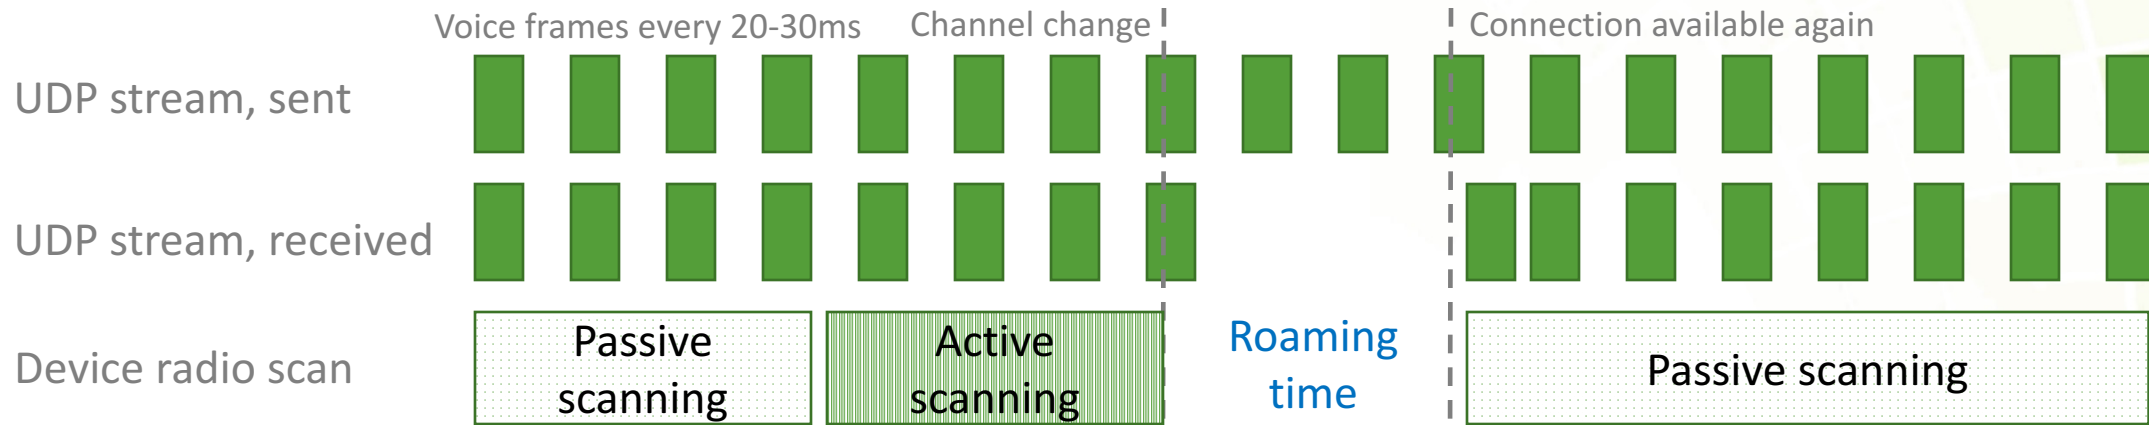 Voice frames every 20-30ms
Channel change
Connection available again
UDP stream, sent
UDP stream, received
Device radio scan
Passive
scanning
Active
scanning
Roaming
time
Passive scanning